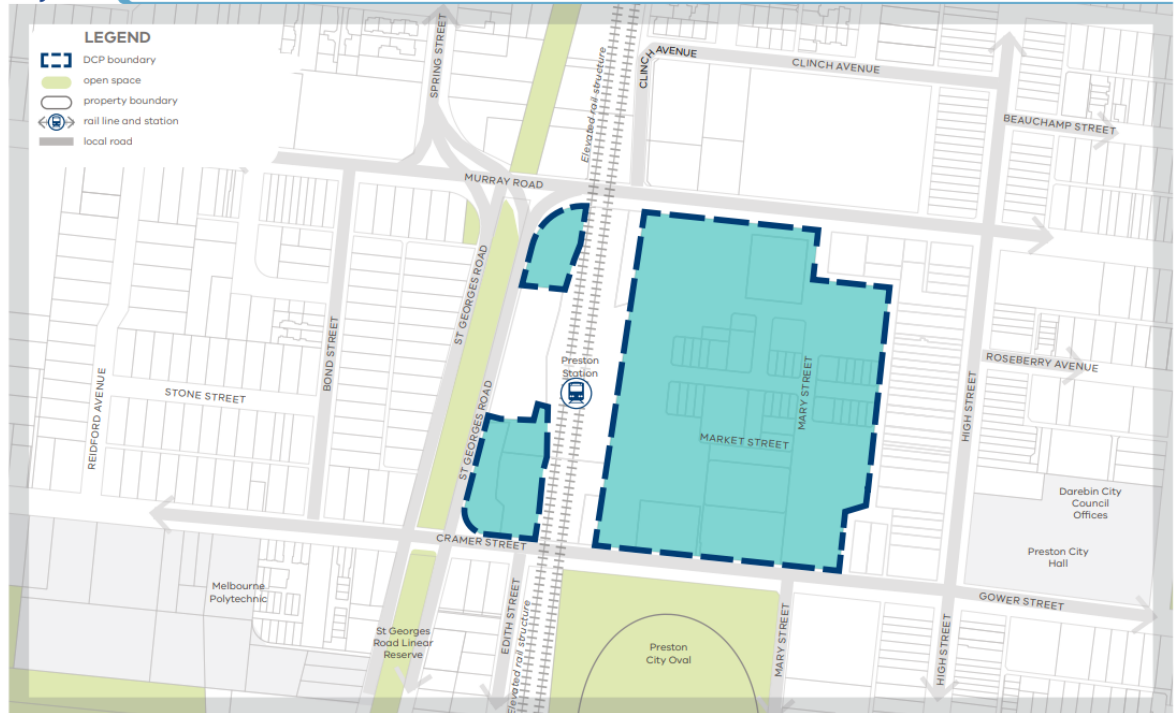 LEGEND
DCP boundary
open space
property boundary
rail line and station
local road
SPRING STREET
Elevated rail structure
CLINCH AVENUE
CLINCH AVENUE
BEAUCHAMP STREET
MURRAY ROAD
ST GEORGES ROAD
BOND STREET
Preston
Station
MARY STREET
ROSEBERRY AVENUE
HIGH STREET
REIDFORD AVENUE
STONE STREET
ST GEORGES ROAD
MARKET STREET
Darebin City
Council
Offices
CRAMER STREET
Preston City
Hall
Melbourne
Polytechnic
GOWER STREET
St Georges
Road Linear
Reserve
EDITH STREET
Elevated rail structure
Preston
City Oval
MARY STREET
HIGH STREET